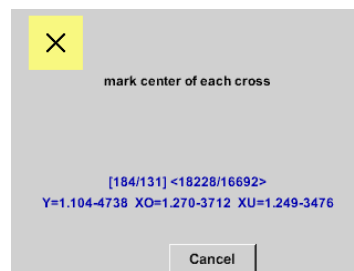 mark center of each cross
[184/131] <18228/16692>
Y=1.104-4738 XO=1.270-3712 XU=1.249-3476
Cancel